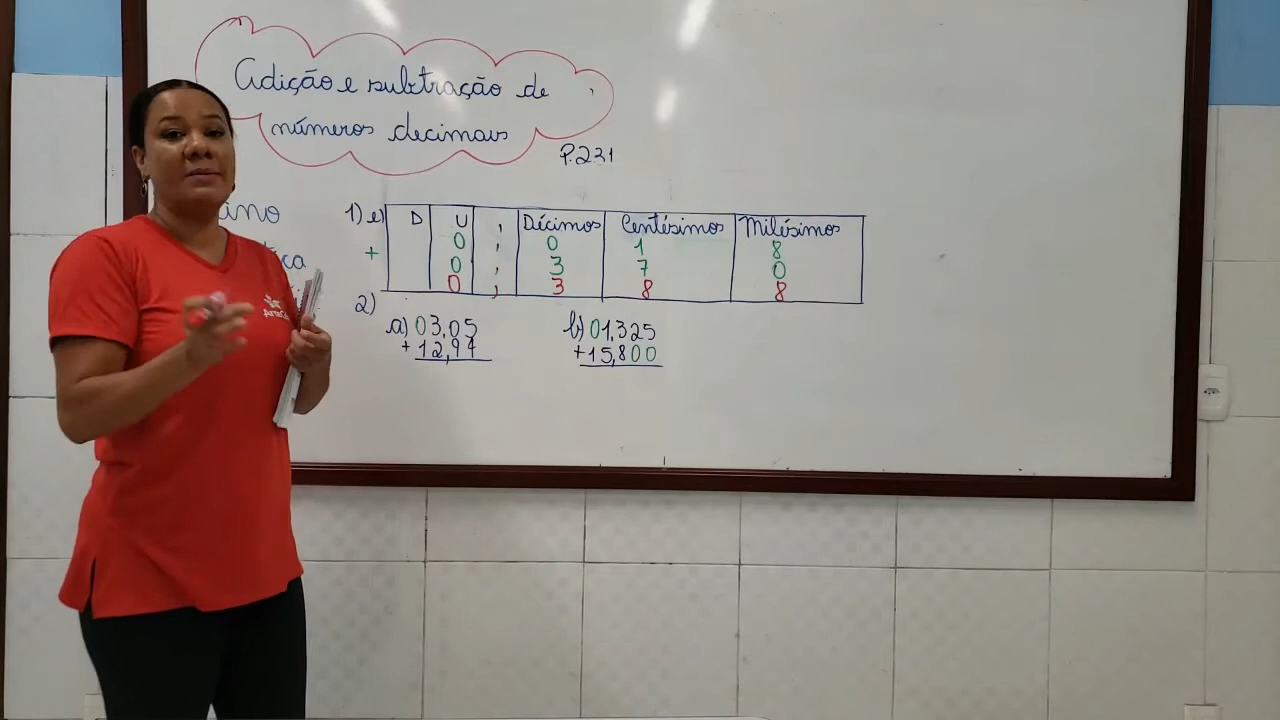 Adição e subtração de
números decimais
P.231
1) e) D U , Décimos Centésimos Milésimos
0 , 0 1 8
+ 0 , 3 7 0
0 , 3 8 8
2)
a) 03,05
+12,97
b) 01,325
+15,800